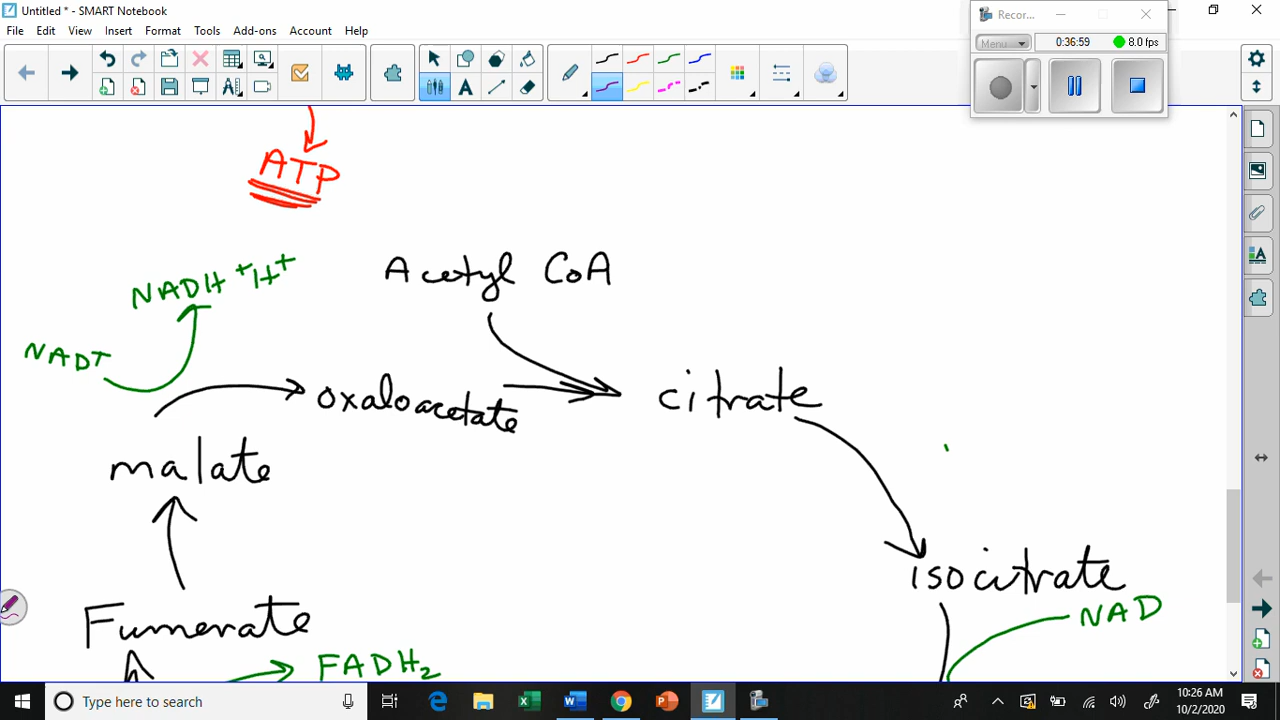 Untitled * - SMART Notebook
Recor...
File Edit View Insert Format Tools Add-ons Account Help
Menu
0:36:59
8.0 fps
ATP
NADH + H+
Acetyl CoA
NAD+
oxaloacetate
citrate
malate
isocitrate
Fumerate
NAD
FADH2
Type here to search
10:26 AM
10/2/2020